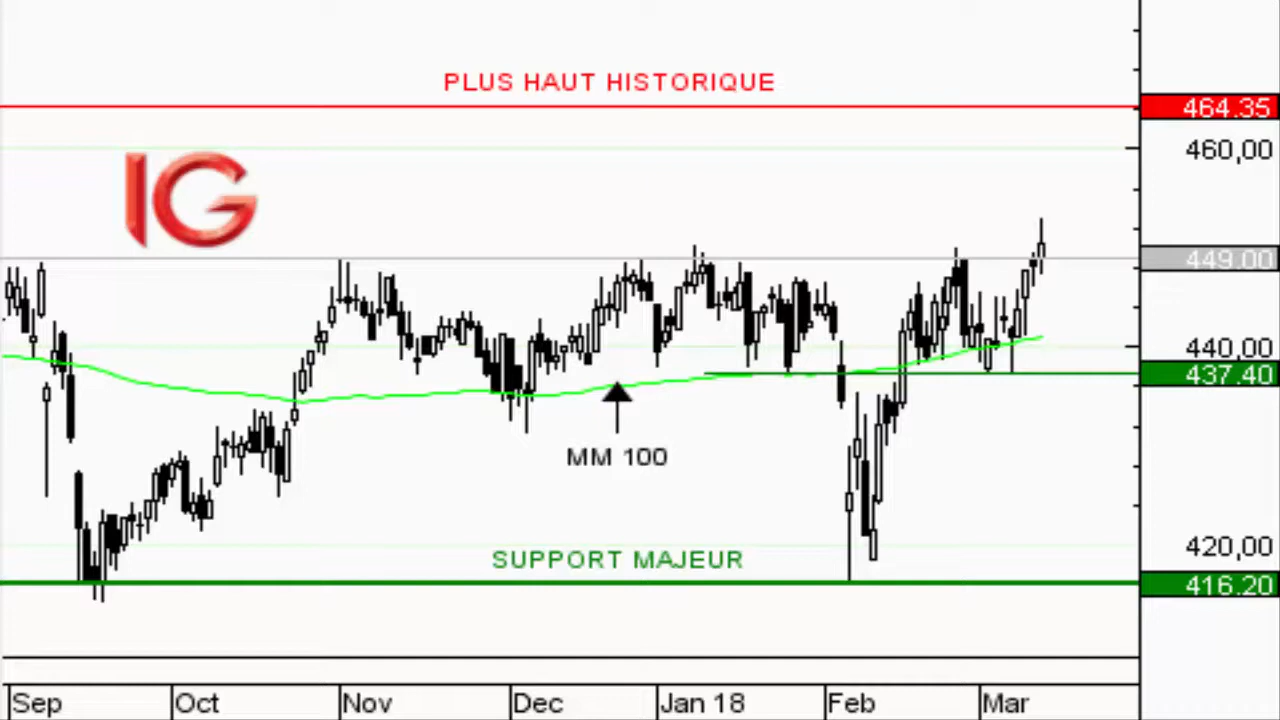 PLUS HAUT HISTORIQUE
464.35
460,00
IG
449.00
440,00
437.40
MM 100
420,00
SUPPORT MAJEUR
416.20
Sep Oct Nov Dec Jan 18 Feb Mar